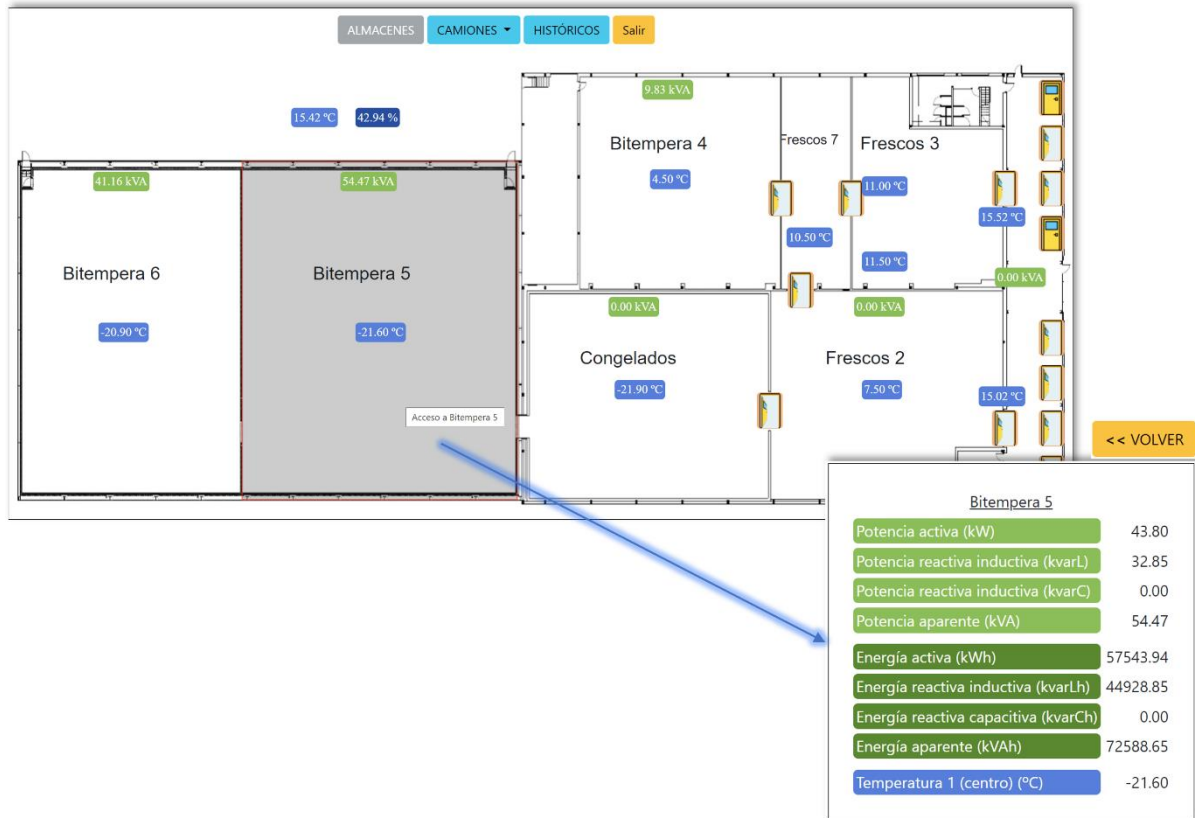 ALMACENES
CAMIONES
HISTÓRICOS
Salir
15.42 ºC
42.94 %
9.83 kVA
Bitempera 4
Frescos 7
Frescos 3
4.50 ºC
11.00 ºC
15.52 ºC
10.50 ºC
11.50 ºC
0.00 kVA
41.16 kVA
54.47 kVA
Bitempera 6
Bitempera 5
-20.90 ºC
-21.60 ºC
0.00 kVA
0.00 kVA
Congelados
Frescos 2
-21.90 ºC
7.50 ºC
15.02 ºC
Acceso a Bitempera 5
<< VOLVER
Bitempera 5
Potencia activa (kW) 43.80
Potencia reactiva inductiva (kvarL) 32.85
Potencia reactiva inductiva (kvarC) 0.00
Potencia aparente (kVA) 54.47
Energía activa (kWh) 57543.94
Energía reactiva inductiva (kvarLh) 44928.85
Energía reactiva capacitiva (kvarCh) 0.00
Energía aparente (kVAh) 72588.65
Temperatura 1 (centro) (ºC) -21.60